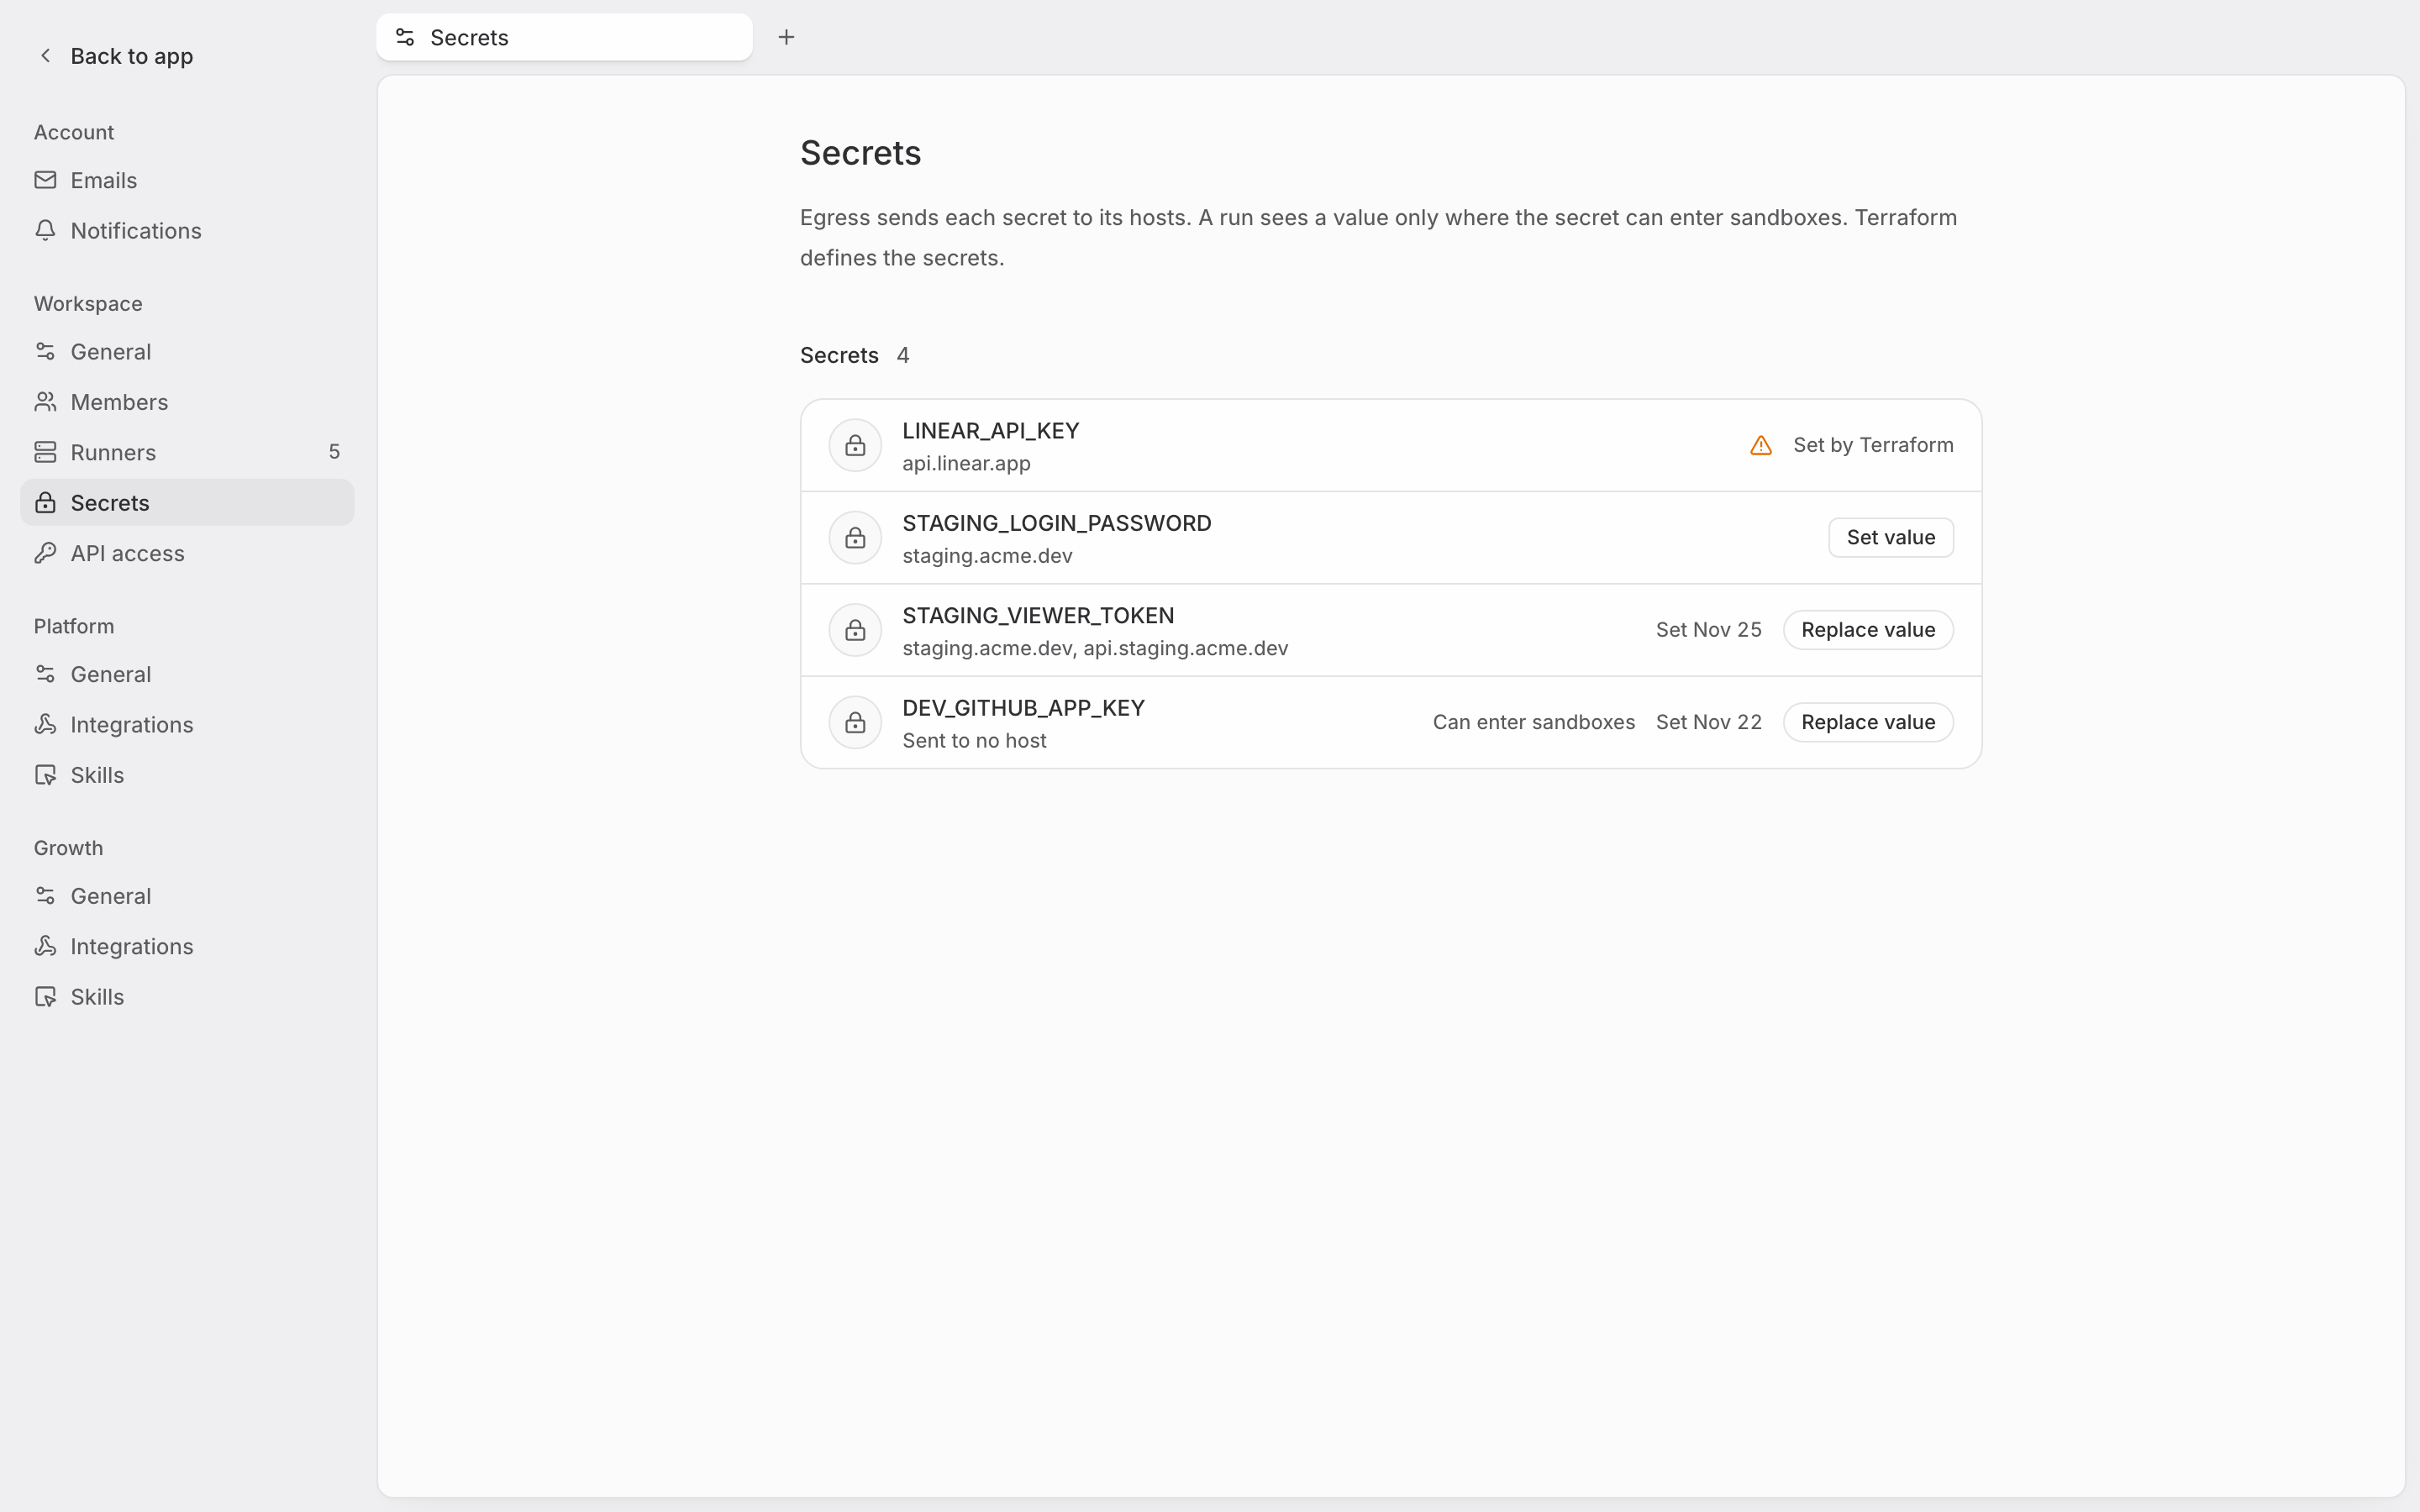 Back to app
Account
Emails
Notifications
Workspace
General
Members
Runners 5
Secrets
API access
Platform
General
Integrations
Skills
Growth
General
Integrations
Skills
Secrets
Secrets
Egress sends each secret to its hosts. A run sees a value only where the secret can enter sandboxes. Terraform
defines the secrets.
Secrets 4
LINEAR_API_KEY
api.linear.app
Set by Terraform
STAGING_LOGIN_PASSWORD
staging.acme.dev
Set value
STAGING_VIEWER_TOKEN
staging.acme.dev, api.staging.acme.dev
Set Nov 25 Replace value
DEV_GITHUB_APP_KEY
Sent to no host
Can enter sandboxes Set Nov 22 Replace value